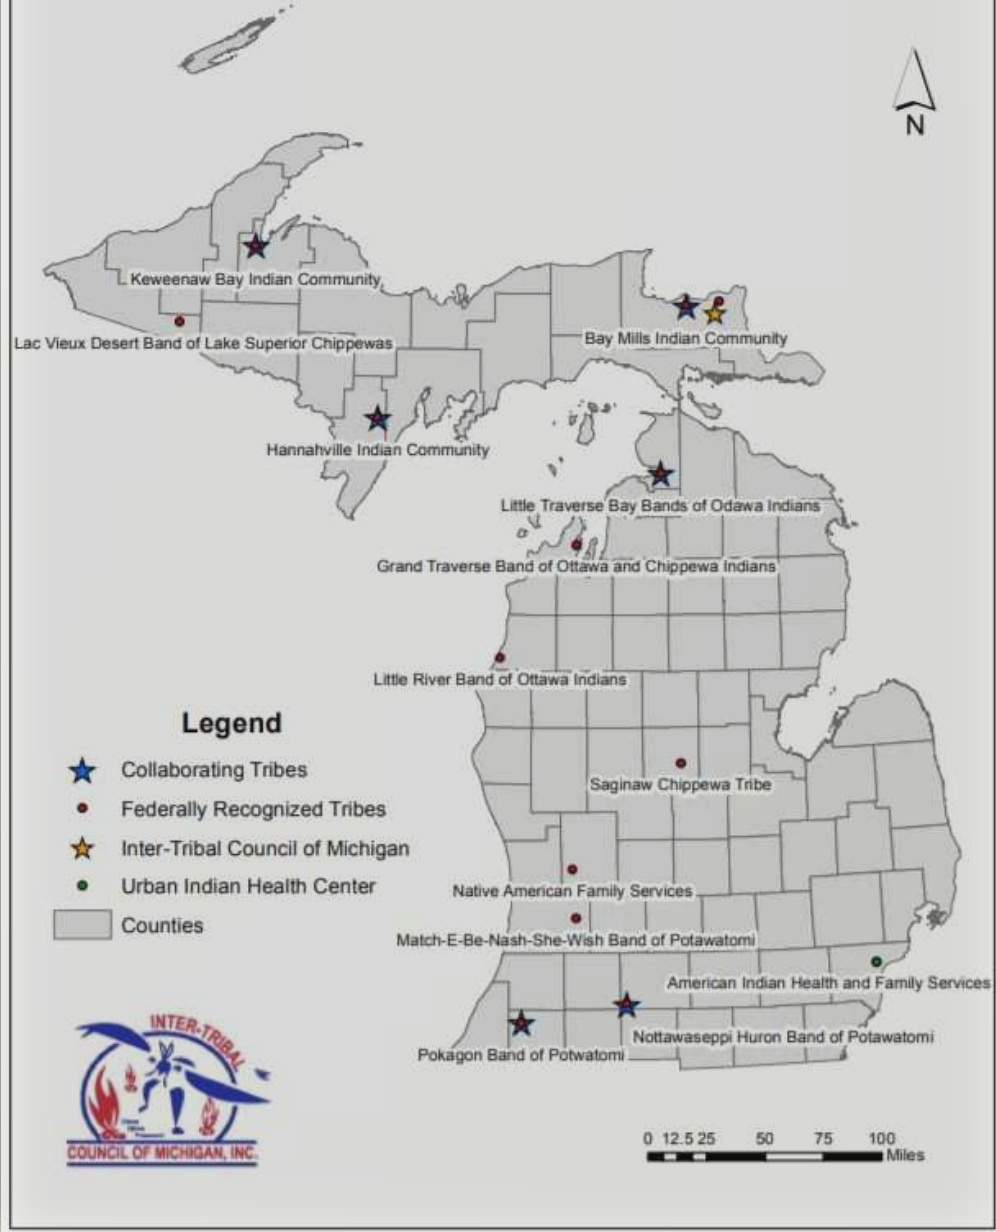 N
Keweenaw Bay Indian Community
Lac Vieux Desert Band of Lake Superior Chippewas
Bay Mills Indian Community
Hannahville Indian Community
Little Traverse Bay Bands of Odawa Indians
Grand Traverse Band of Ottawa and Chippewa Indians
Little River Band of Ottawa Indians
Legend
Collaborating Tribes
Federally Recognized Tribes
Inter-Tribal Council of Michigan
Urban Indian Health Center
Counties
Saginaw Chippewa Tribe
Native American Family Services
Match-E-Be-Nash-She-Wish Band of Potawatomi
American Indian Health and Family Services
Nottawaseppi Huron Band of Potawatomi
Pokagon Band of Potwatomi
INTER-TRIBAL
COUNCIL OF MICHIGAN, INC.
0 12.5 25 50 75 100
Miles